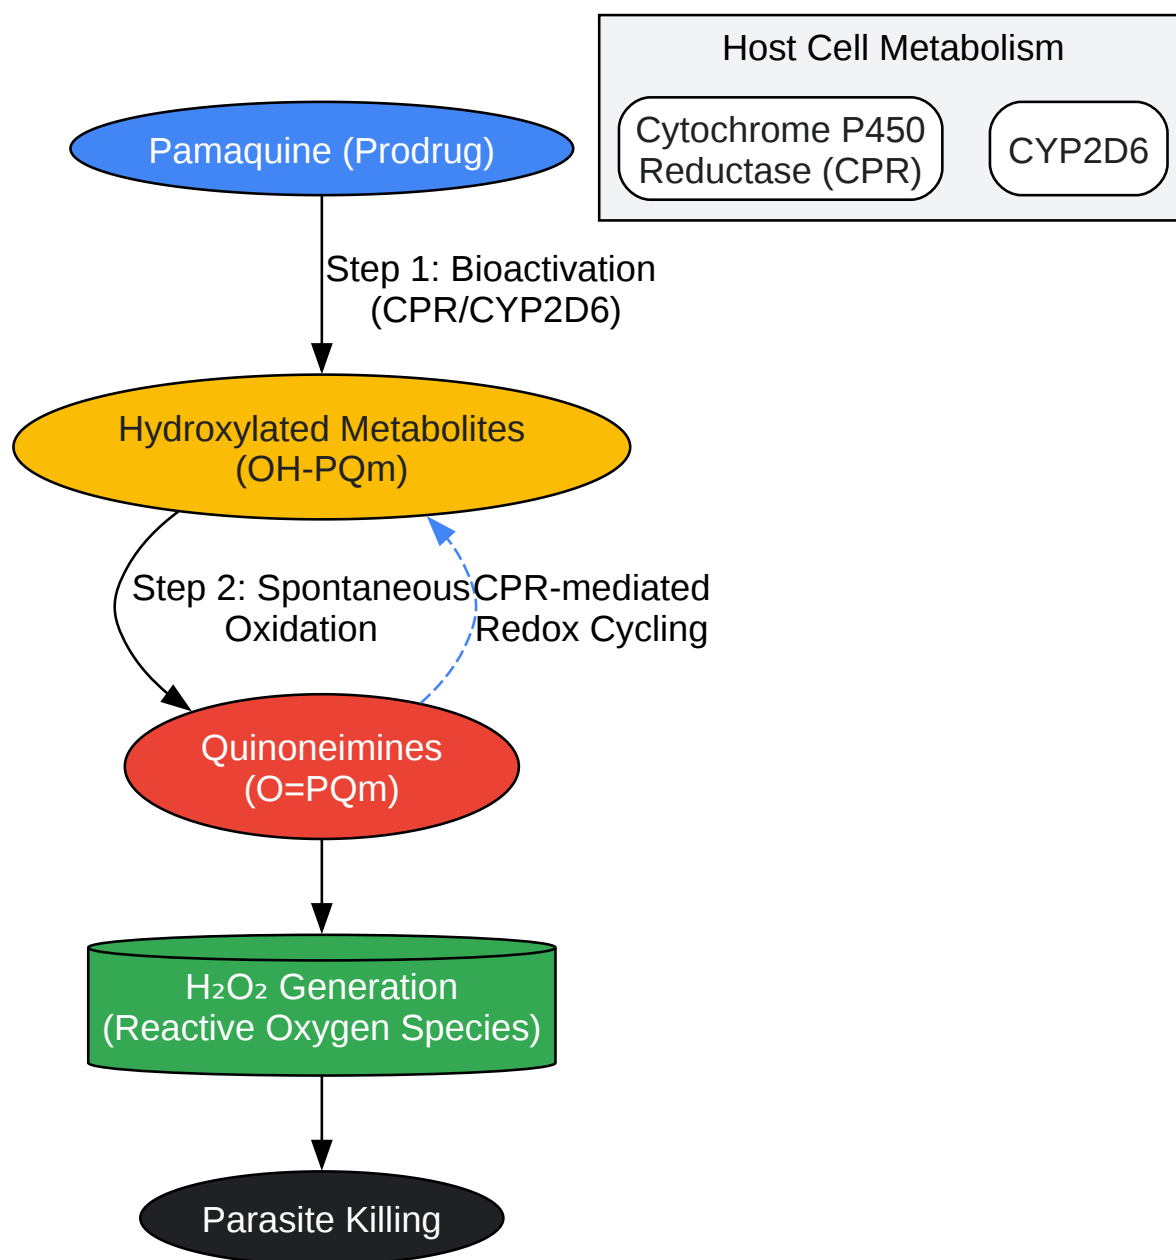 Host Cell Metabolism
Cytochrome P450
Reductase (CPR)
CYP2D6
Pamaquine (Prodrug)
Step 1: Bioactivation
(CPR/CYP2D6)
Hydroxylated Metabolites
(OH-PQm)
Step 2: Spontaneous
Oxidation
CPR-mediated
Redox Cycling
Quinoneimines
(O=PQm)
H₂O₂ Generation
(Reactive Oxygen Species)
Parasite Killing